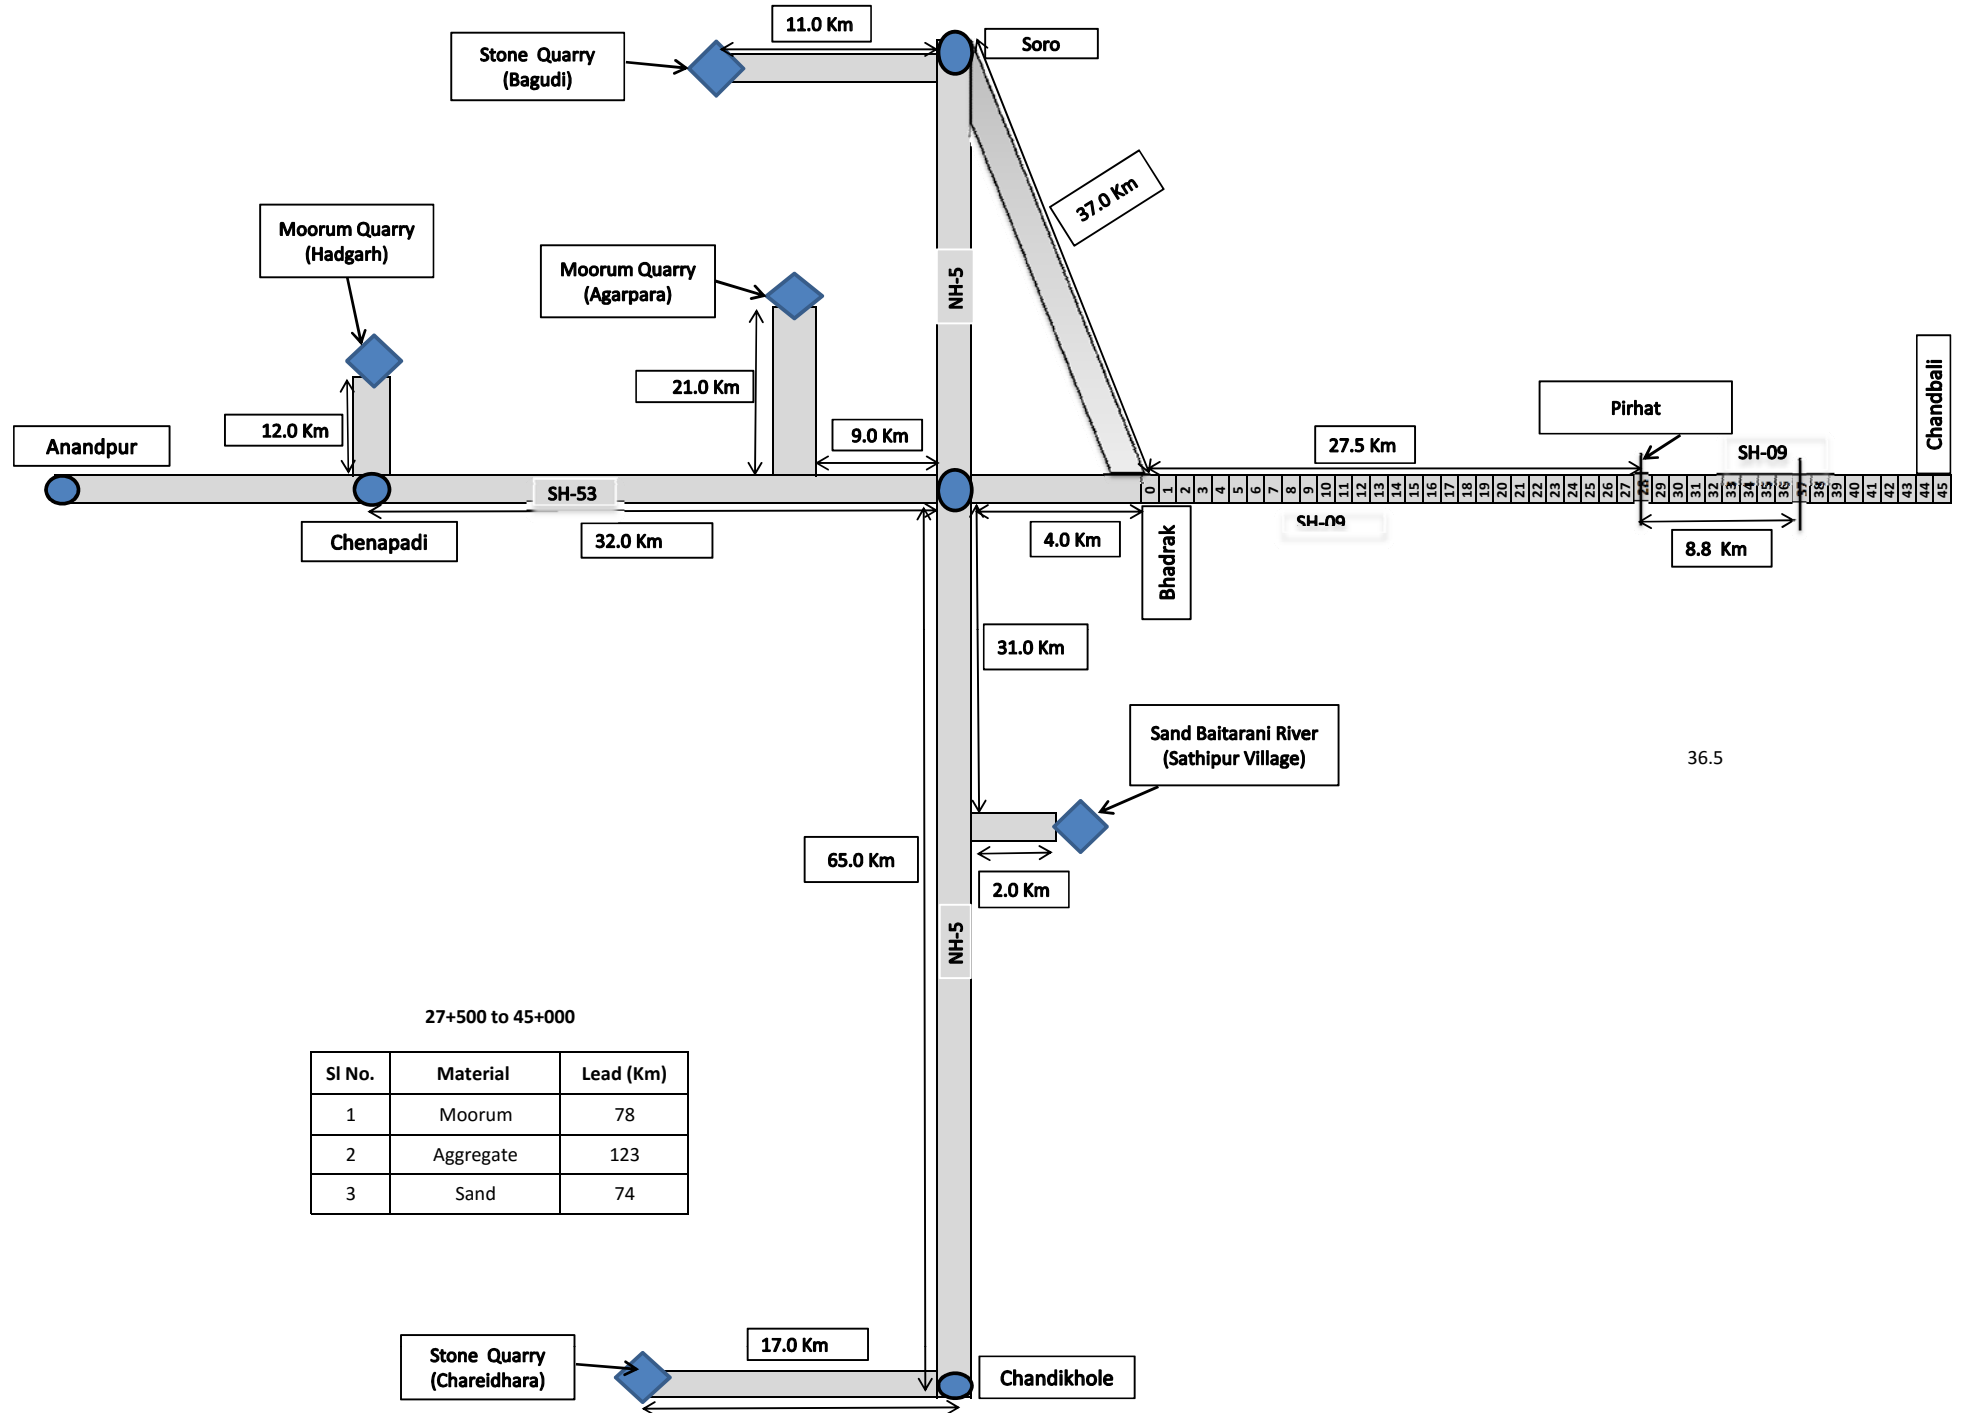 11.0 Km
Soro
Stone Quarry
(Bagudi)
37.0 Km
Moorum Quarry
(Hadgarh)
Moorum Quarry
(Agarpara)
NH-5
21.0 Km
12.0 Km
9.0 Km
Anandpur
27.5 Km
Pirhat
SH-09
Chandbali
SH-53
0 1 2 3 4 5 6 7 8 9 10 11 12 13 14 15 16 17 18 19 20 21 22 23 24 25 26 27 28 29 30 31 32 33 34 35 36 37 38 39 40 41 42 43 44 45
Chenapadi
32.0 Km
4.0 Km
Bhadrak
SH-09
8.8 Km
31.0 Km
Sand Baitarani River
(Sathipur Village)
36.5
65.0 Km
2.0 Km
NH-5
27+500 to 45+000
Sl No. Material Lead (Km)
1 Moorum 78
2 Aggregate 123
3 Sand 74
17.0 Km
Stone Quarry
(Chareidhara)
Chandikhole